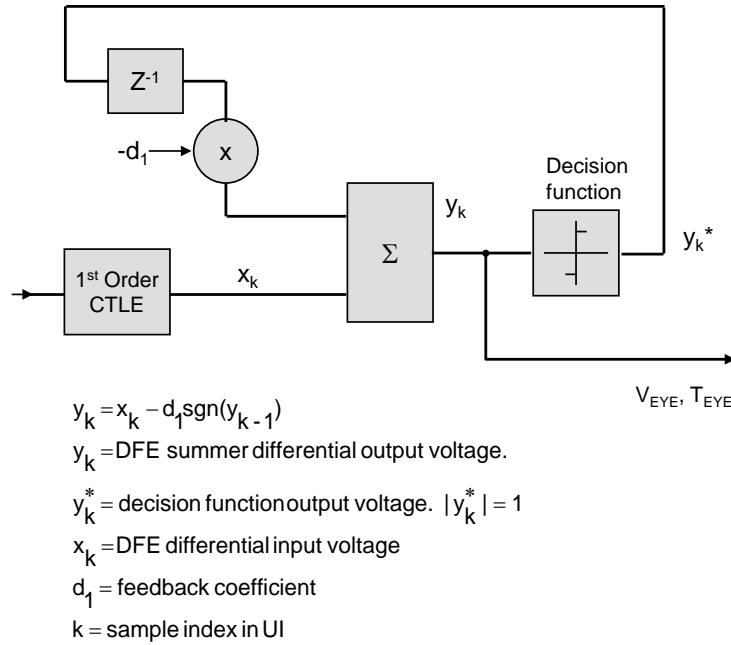 Z⁻¹
-d₁
x
Decision
function
yₖ
yₖ*
Σ
1ˢᵗ Order
CTLE
xₖ
V_EYE, T_EYE
yₖ = xₖ − d₁sgn(yₖ₋₁)
yₖ = DFE summer differential output voltage.
yₖ* = decision function output voltage. |yₖ*| = 1
xₖ = DFE differential input voltage
d₁ = feedback coefficient
k = sample index in UI